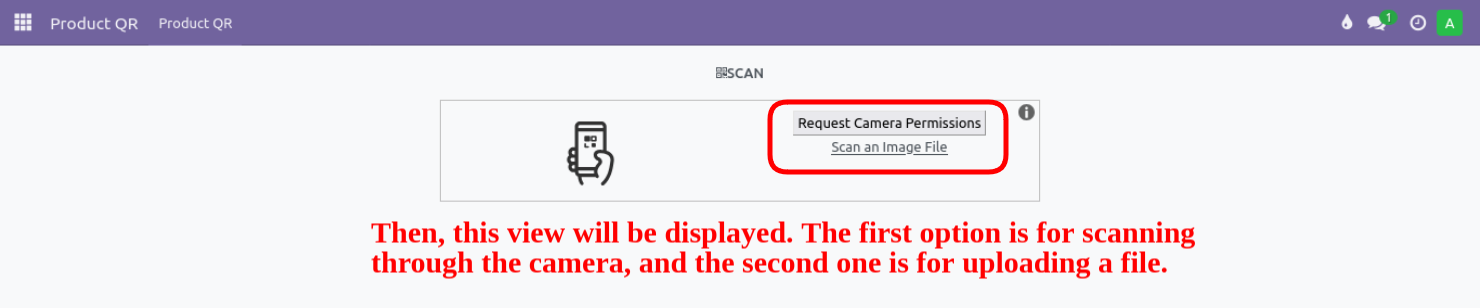 Product QR Product QR 1 A
SCAN
Request Camera Permissions
Scan an Image File
Then, this view will be displayed. The first option is for scanning
through the camera, and the second one is for uploading a file.